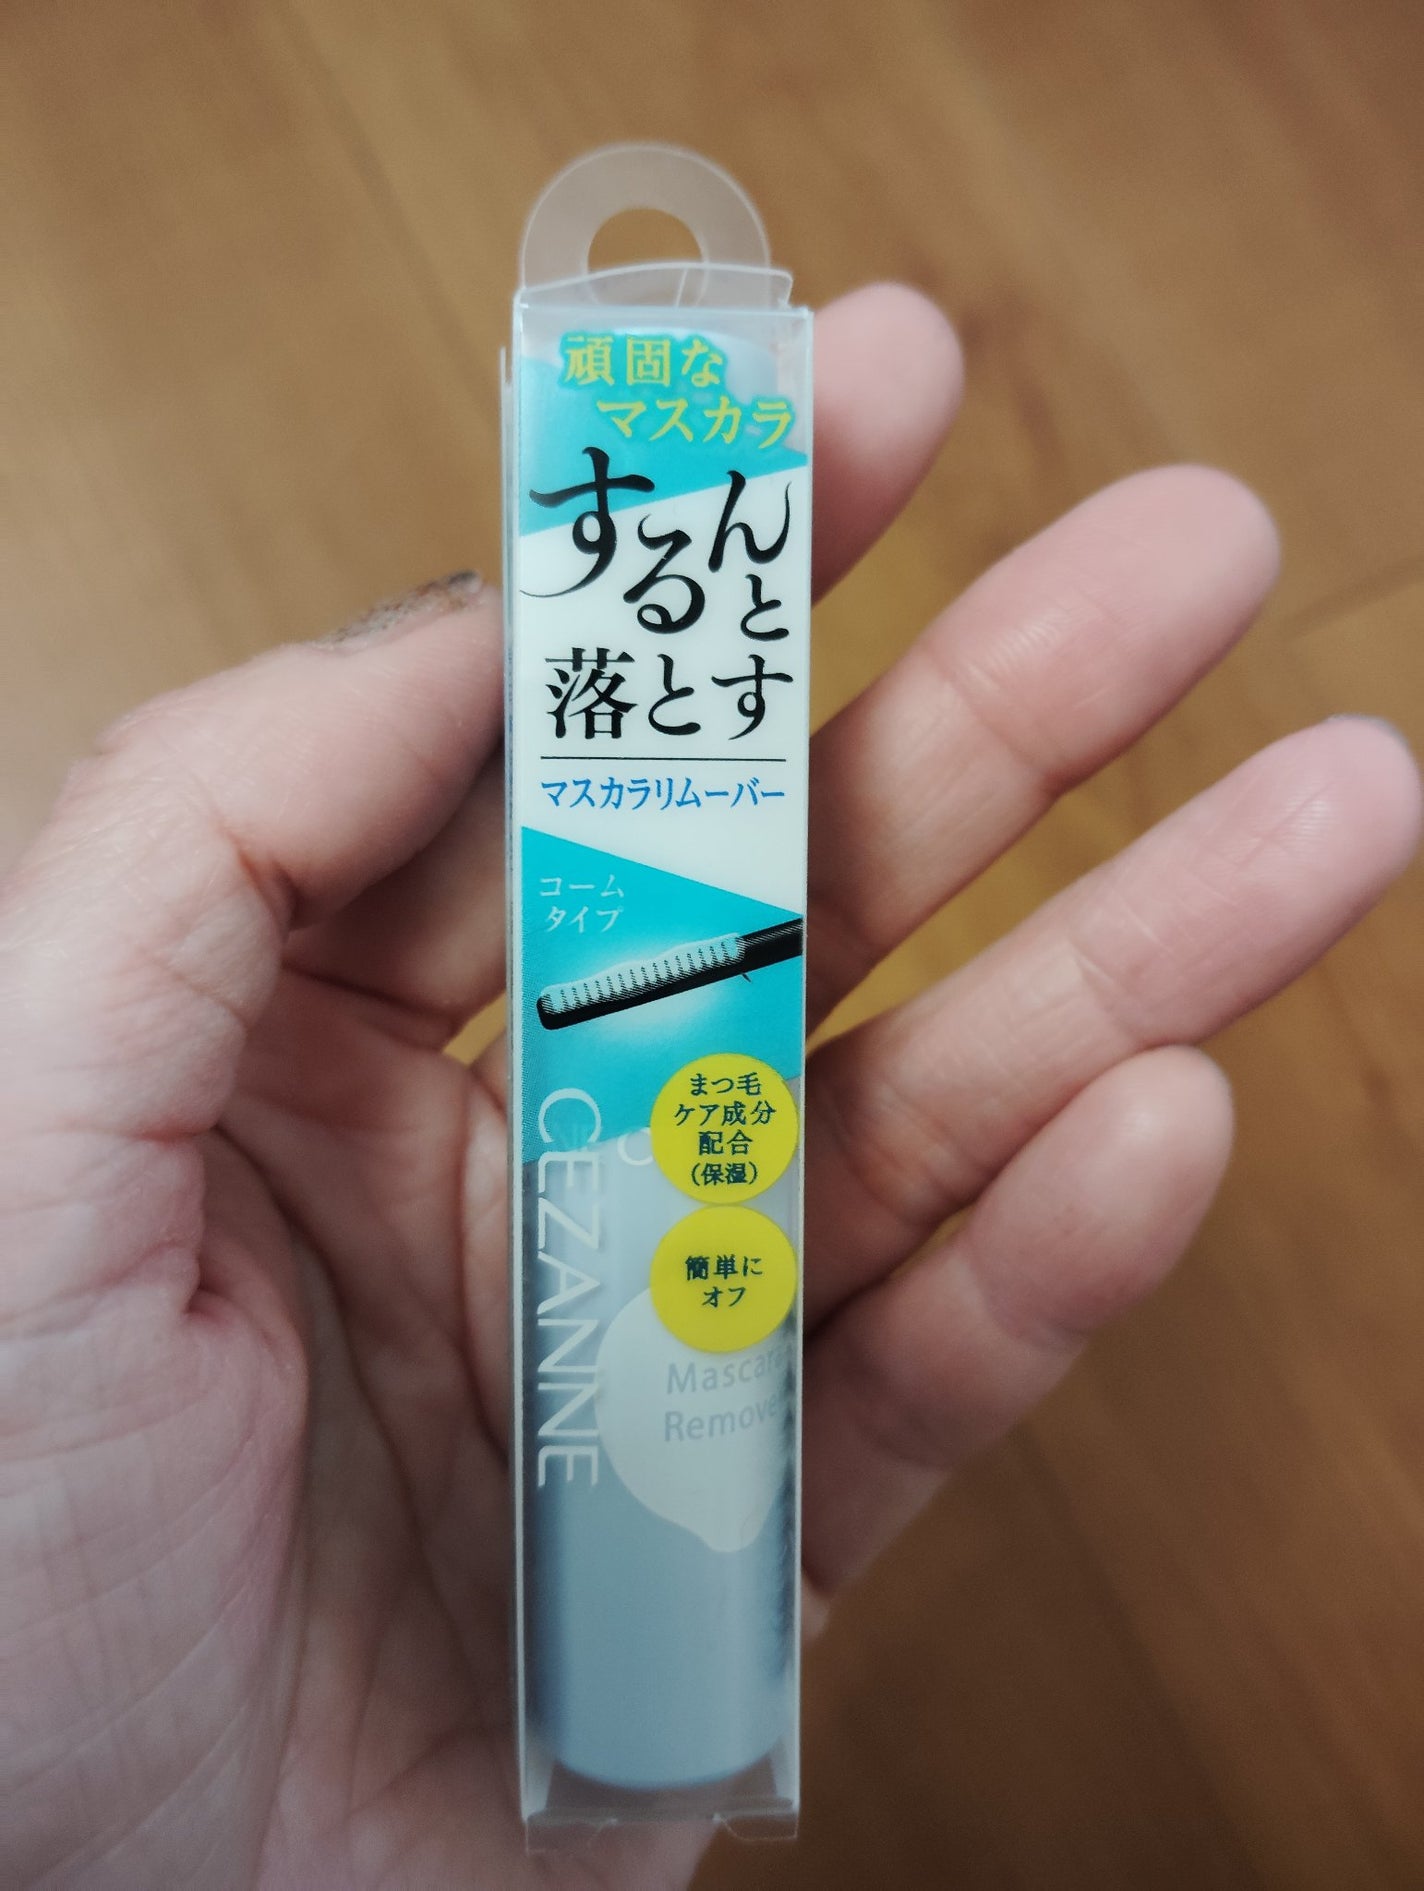 頑固な
マスカラ
するんと
落とす
マスカラリムーバー
コーム
タイプ
まつ毛
ケア成分
配合
(保湿)
簡単に
オフ
CEZANNE
Mascara
Remover